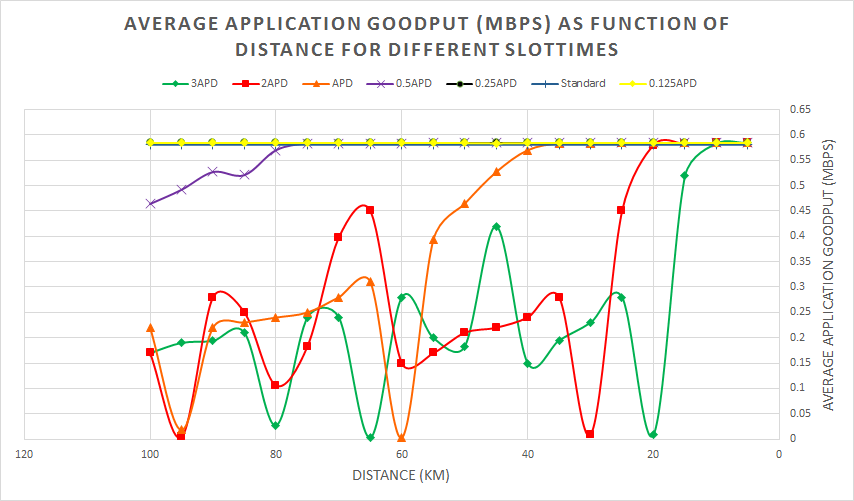 AVERAGE APPLICATION GOODPUT (MBPS) AS FUNCTION OF
DISTANCE FOR DIFFERENT SLOTTIMES
3APD 2APD APD 0.5APD 0.25APD Standard 0.125APD
0.65
0.6
0.55
0.5
0.45
0.4
0.35
0.3
0.25
0.2
0.15
0.1
0.05
0
AVERAGE APPLICATION GOODPUT (MBPS)
120 100 80 60 40 20 0
DISTANCE (KM)